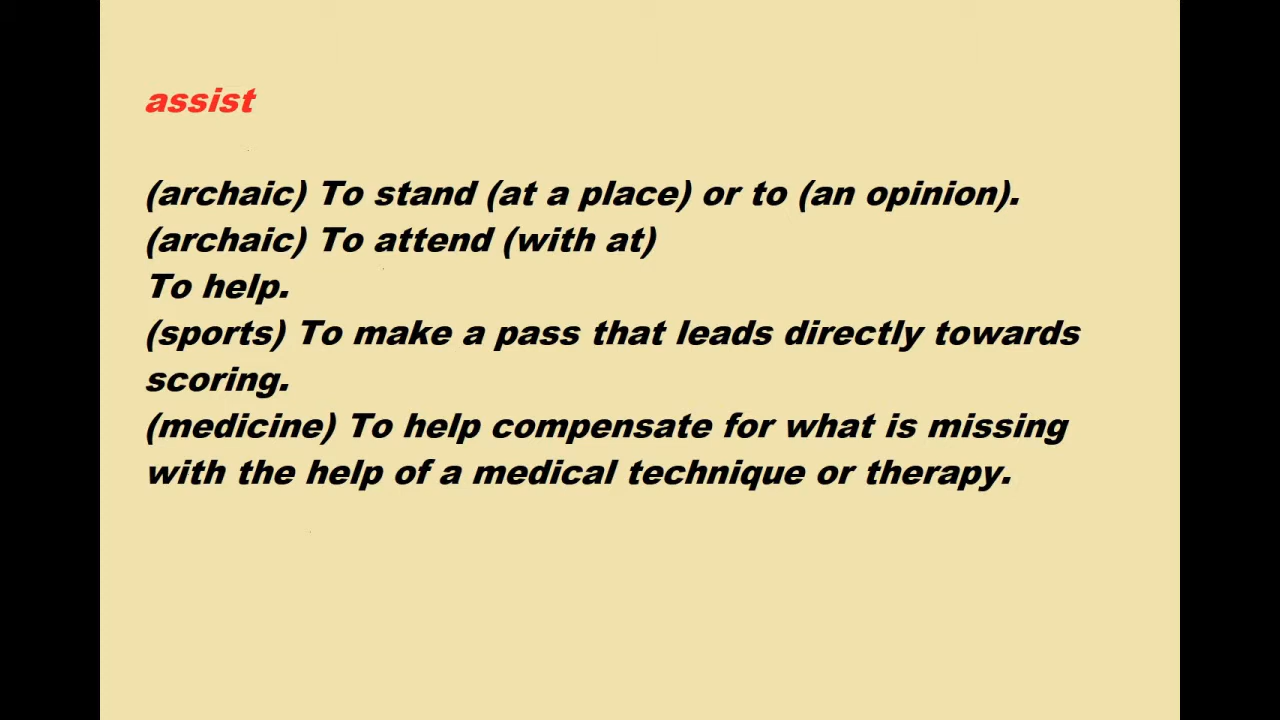 assist
(archaic) To stand (at a place) or to (an opinion).
(archaic) To attend (with at)
To help.
(sports) To make a pass that leads directly towards
scoring.
(medicine) To help compensate for what is missing
with the help of a medical technique or therapy.